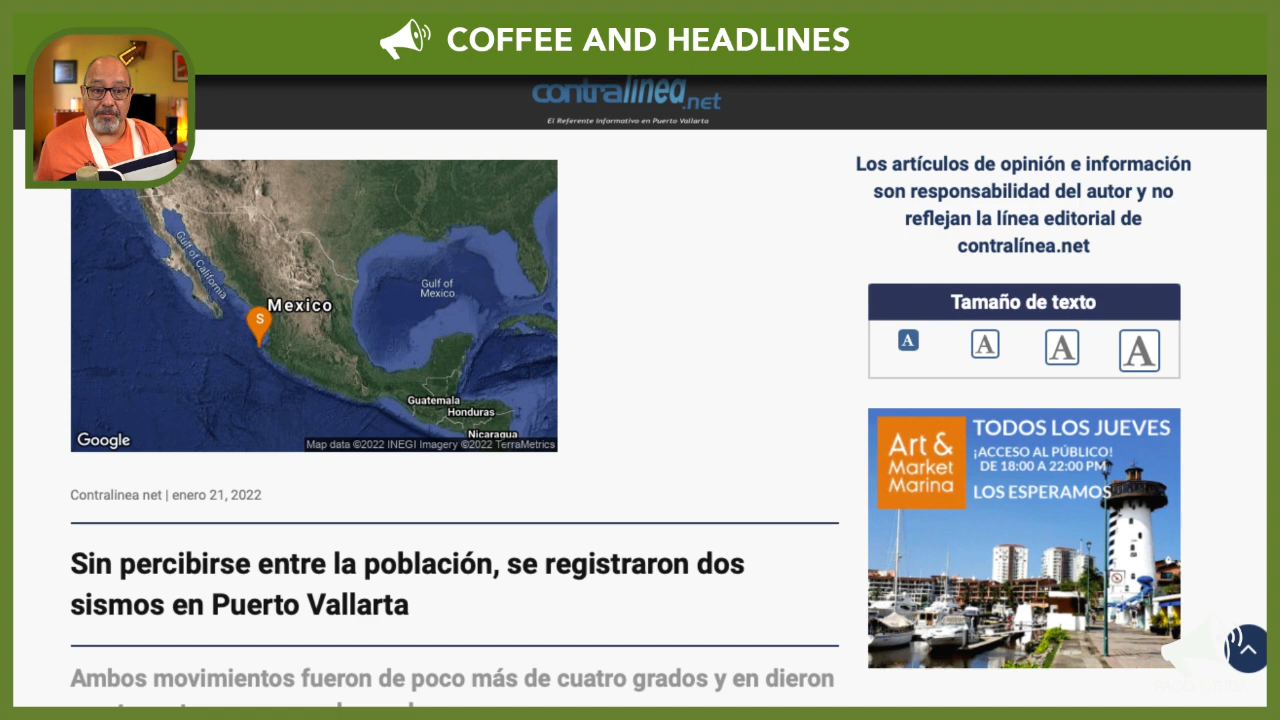 COFFEE AND HEADLINES
contralinea.net
El Referente Informativo en Puerto Vallarta
Gulf of California
Gulf of
Mexico
Mexico
S
Guatemala
Honduras
Nicaragua
Google
Map data ©2022 INEGI Imagery ©2022 TerraMetrics
Contralinea net | enero 21, 2022
Sin percibirse entre la población, se registraron dos
sismos en Puerto Vallarta
Ambos movimientos fueron de poco más de cuatro grados y en dieron
Los artículos de opinión e información
son responsabilidad del autor y no
reflejan la línea editorial de
contralínea.net
Tamaño de texto
A A A A
Art &
Market
Marina
TODOS LOS JUEVES
¡ACCESO AL PÚBLICO!
DE 18:00 A 22:00 PM
LOS ESPERAMOS